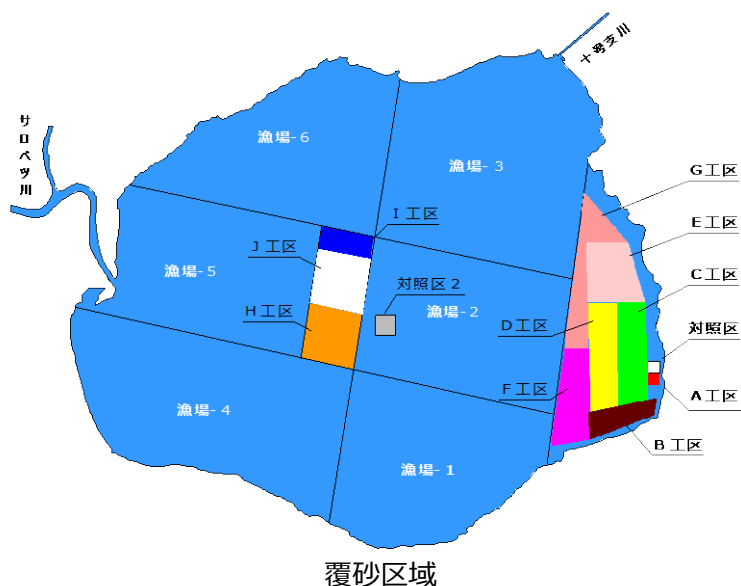 十号支川
サロベツ川
漁場-6
漁場-3
G工区
I工区
E工区
J工区
漁場-5
C工区
対照区2
H工区
漁場-2
D工区
対照区
F工区
A工区
漁場-4
B工区
漁場-1
覆砂区域